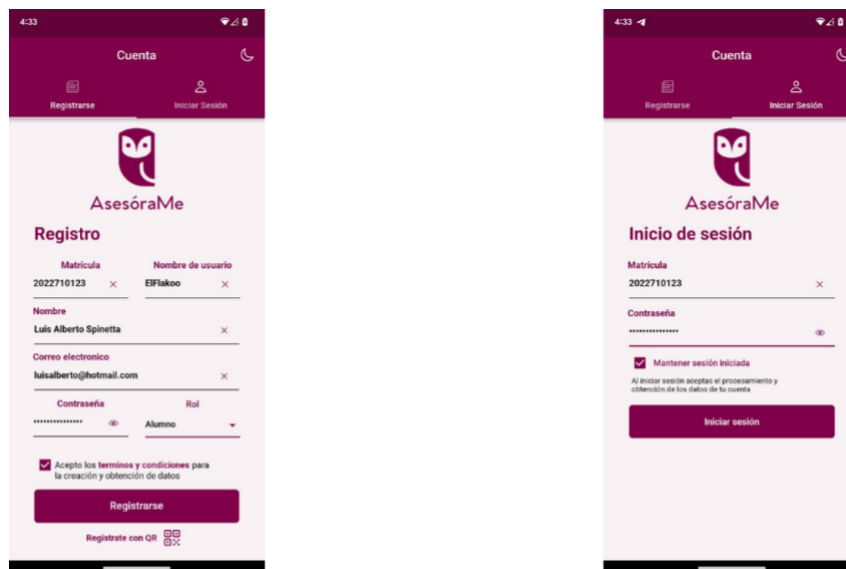 4:33
Cuenta
Registrarse Iniciar Sesión
AsesóraMe
Registro
Matrícula Nombre de usuario
2022710123 ElFlakoo
Nombre
Luis Alberto Spinetta
Correo electronico
luisalberto@hotmail.com
Contraseña Rol
••••••••••••••• Alumno
Acepto los terminos y condiciones para
la creación y obtención de datos
Registrarse
Registrate con QR
4:33
Cuenta
Registrarse Iniciar Sesión
AsesóraMe
Inicio de sesión
Matrícula
2022710123
Contraseña
•••••••••••••••
Mantener sesión iniciada
Al iniciar sesión aceptas el procesamiento y
obtención de los datos de tu cuenta
Iniciar sesión